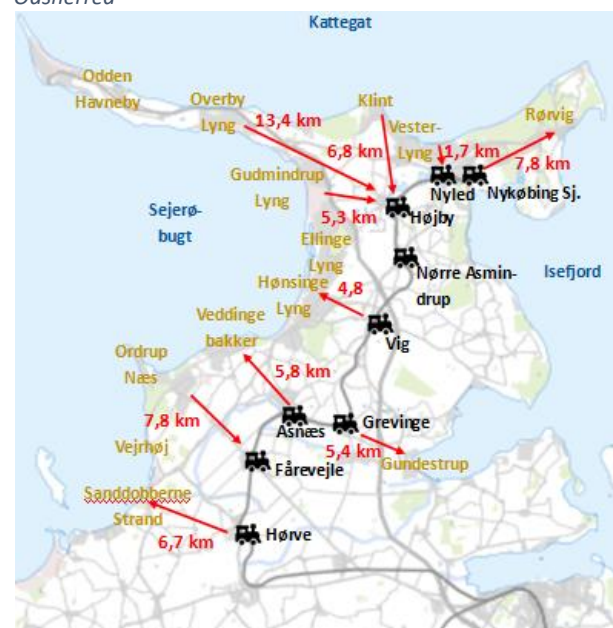 Odsherred
Kattegat
Odden
Havneby
Overby
Lyng
13,4 km
Klint
Vester-
Lyng
Rørvig
6,8 km
1,7 km
7,8 km
Gudmindrup
Lyng
Nyled
Nykøbing Sj.
Sejerø-
bugt
5,3 km
Højby
Ellinge
Lyng
Nørre Asmin-
drup
Isefjord
Hønsinge
Lyng
4,8
Veddinge
bakker
Vig
Ordrup
Næs
5,8 km
7,8 km
Asnæs
Grevinge
5,4 km
Gundestrup
Vejrhøj
Fårevejle
Sanddobberne
Strand
6,7 km
Hørve